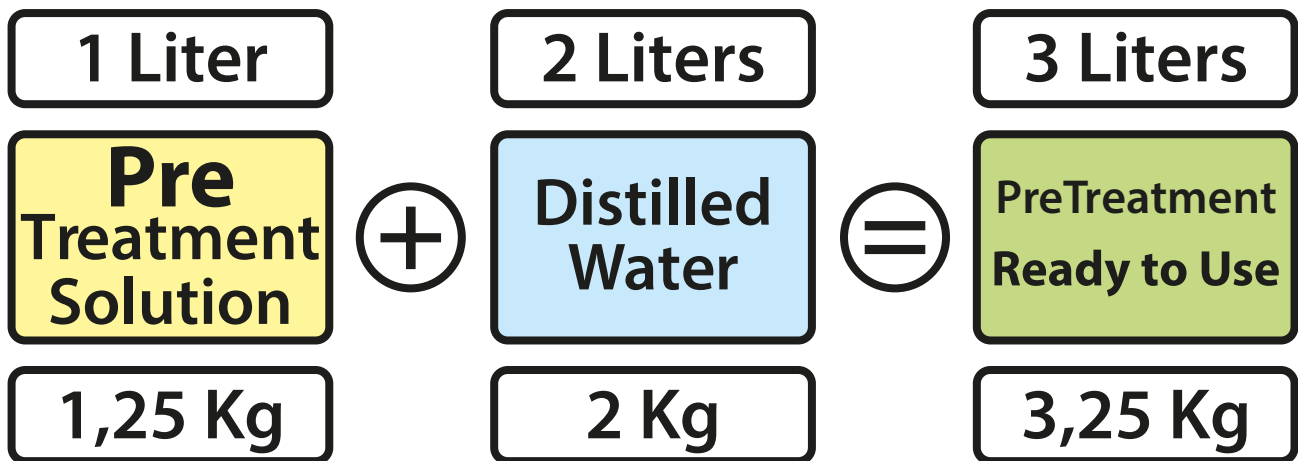 1 Liter
2 Liters
3 Liters
Pre
Treatment
Solution
+
Distilled
Water
=
PreTreatment
Ready to Use
1,25 Kg
2 Kg
3,25 Kg